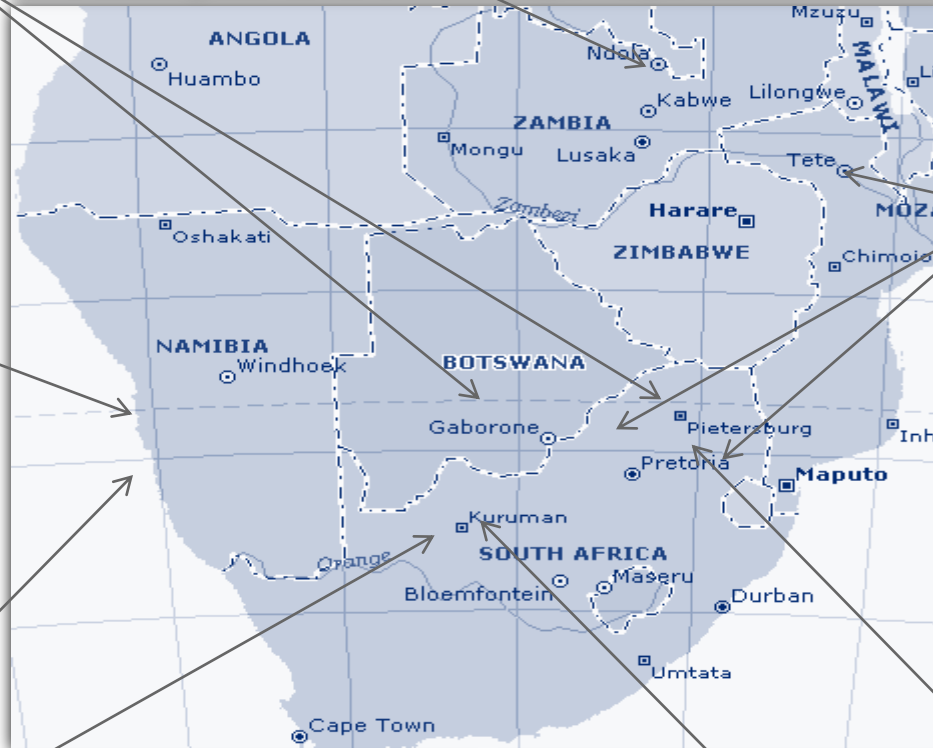 Mzuzu
ANGOLA
Ndola
MALAWI
Huambo
Kabwe
Lilongwe
ZAMBIA
Mongu
Lusaka
Tete
Zambezi
Harare
MOZ
Oshakati
ZIMBABWE
Chimoio
NAMIBIA
Windhoek
BOTSWANA
Gaborone
Pietersburg
Inh
Pretoria
Maputo
Kuruman
SOUTH AFRICA
Orange
Maseru
Bloemfontein
Durban
Umtata
Cape Town